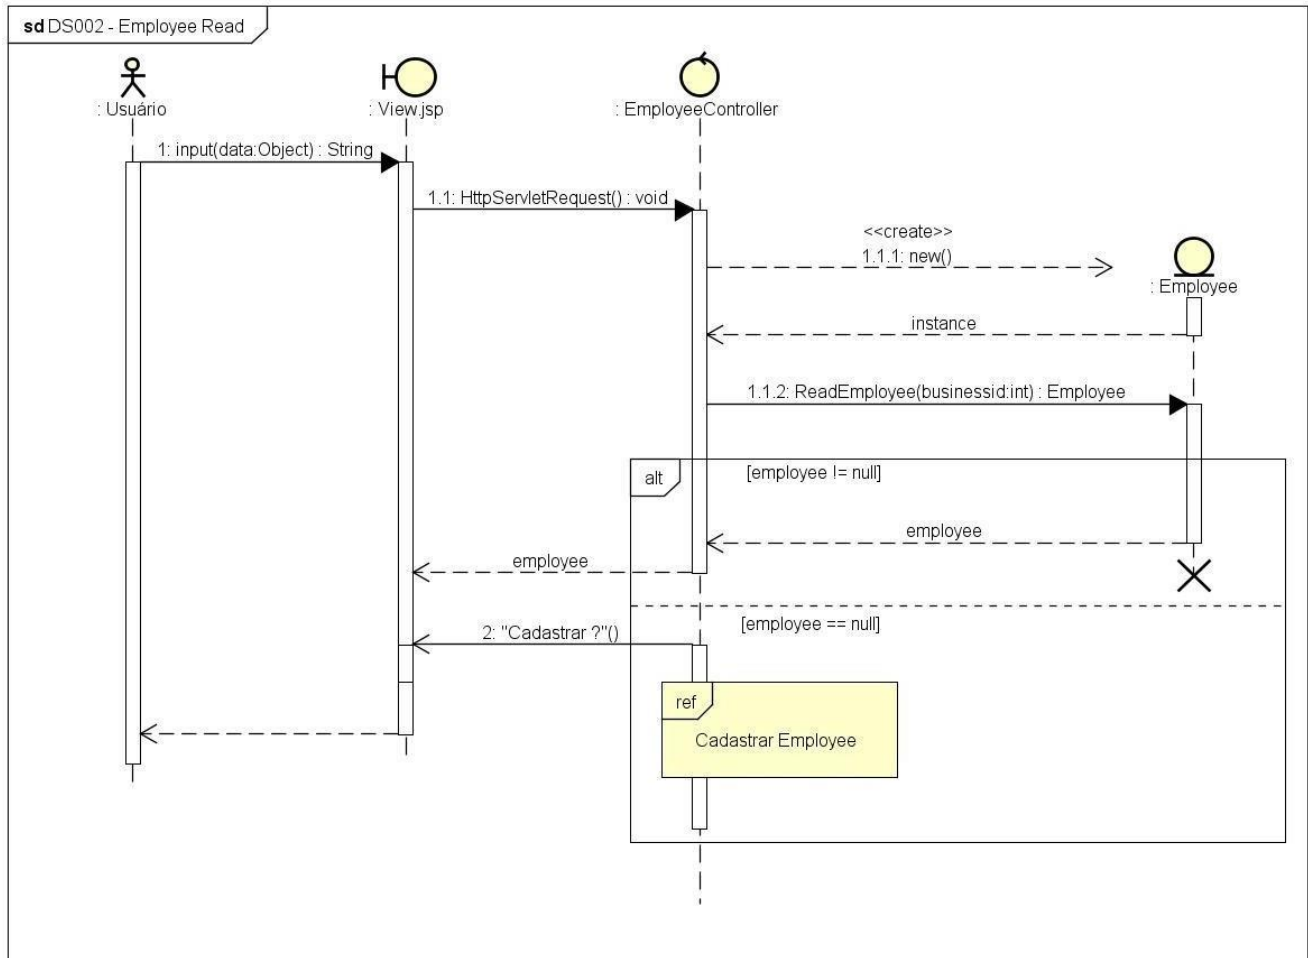 sd DS002 - Employee Read
: Usuário
: View.jsp
: EmployeeController
1: input(data:Object) : String
1.1: HttpServletRequest() : void
<<create>>
1.1.1: new()
: Employee
instance
1.1.2: ReadEmployee(businessid:int) : Employee
alt
[employee != null]
employee
employee
[employee == null]
2: "Cadastrar ?"()
ref
Cadastrar Employee